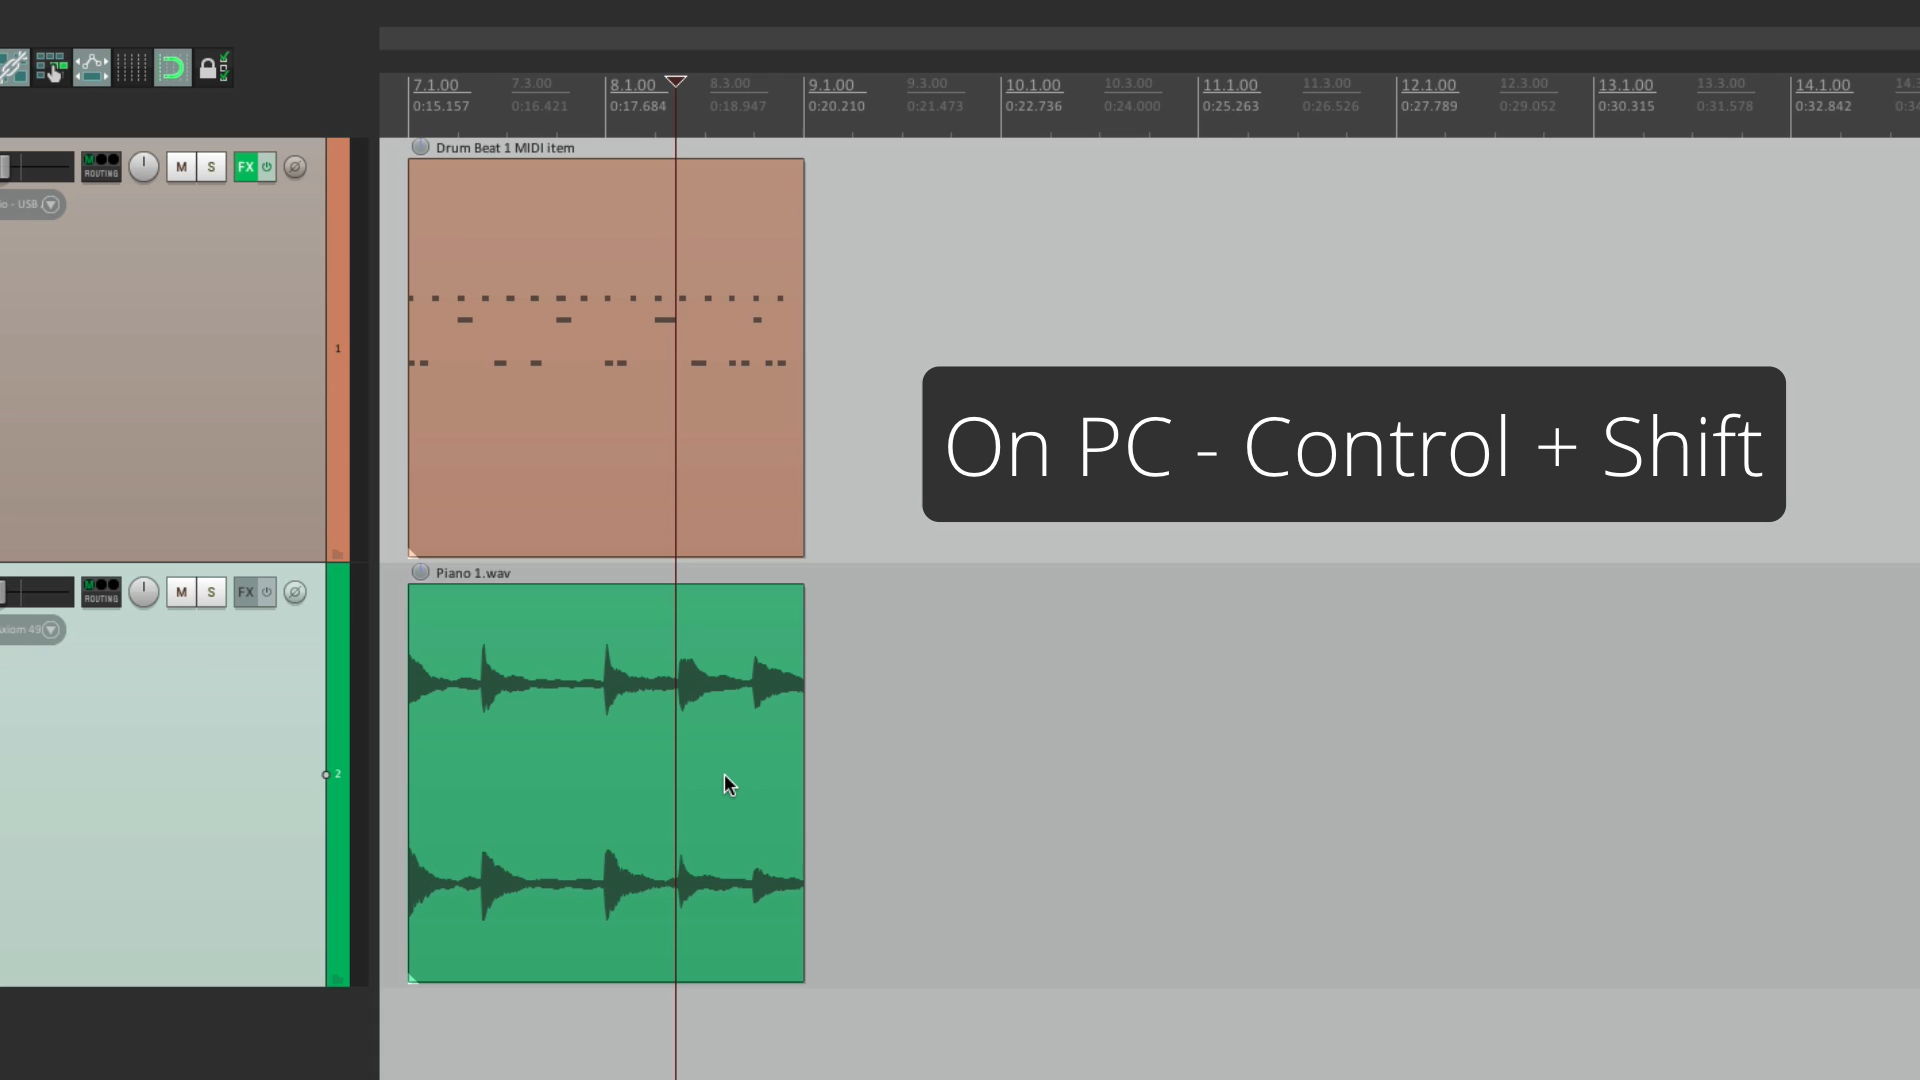 7.1.00 7.3.00 8.1.00 8.3.00 9.1.00 9.3.00 10.1.00 10.3.00 11.1.00 11.3.00 12.1.00 12.3.00 13.1.00 13.3.00 14.1.00
0:15.157 0:16.421 0:17.684 0:18.947 0:20.210 0:21.473 0:22.736 0:24.000 0:25.263 0:26.526 0:27.789 0:29.052 0:30.315 0:31.578 0:32.842
Drum Beat 1 MIDI item
M ROUTING M S FX
io - USB
1
On PC - Control + Shift
Piano 1.wav
M ROUTING M S FX
xiom 49
2